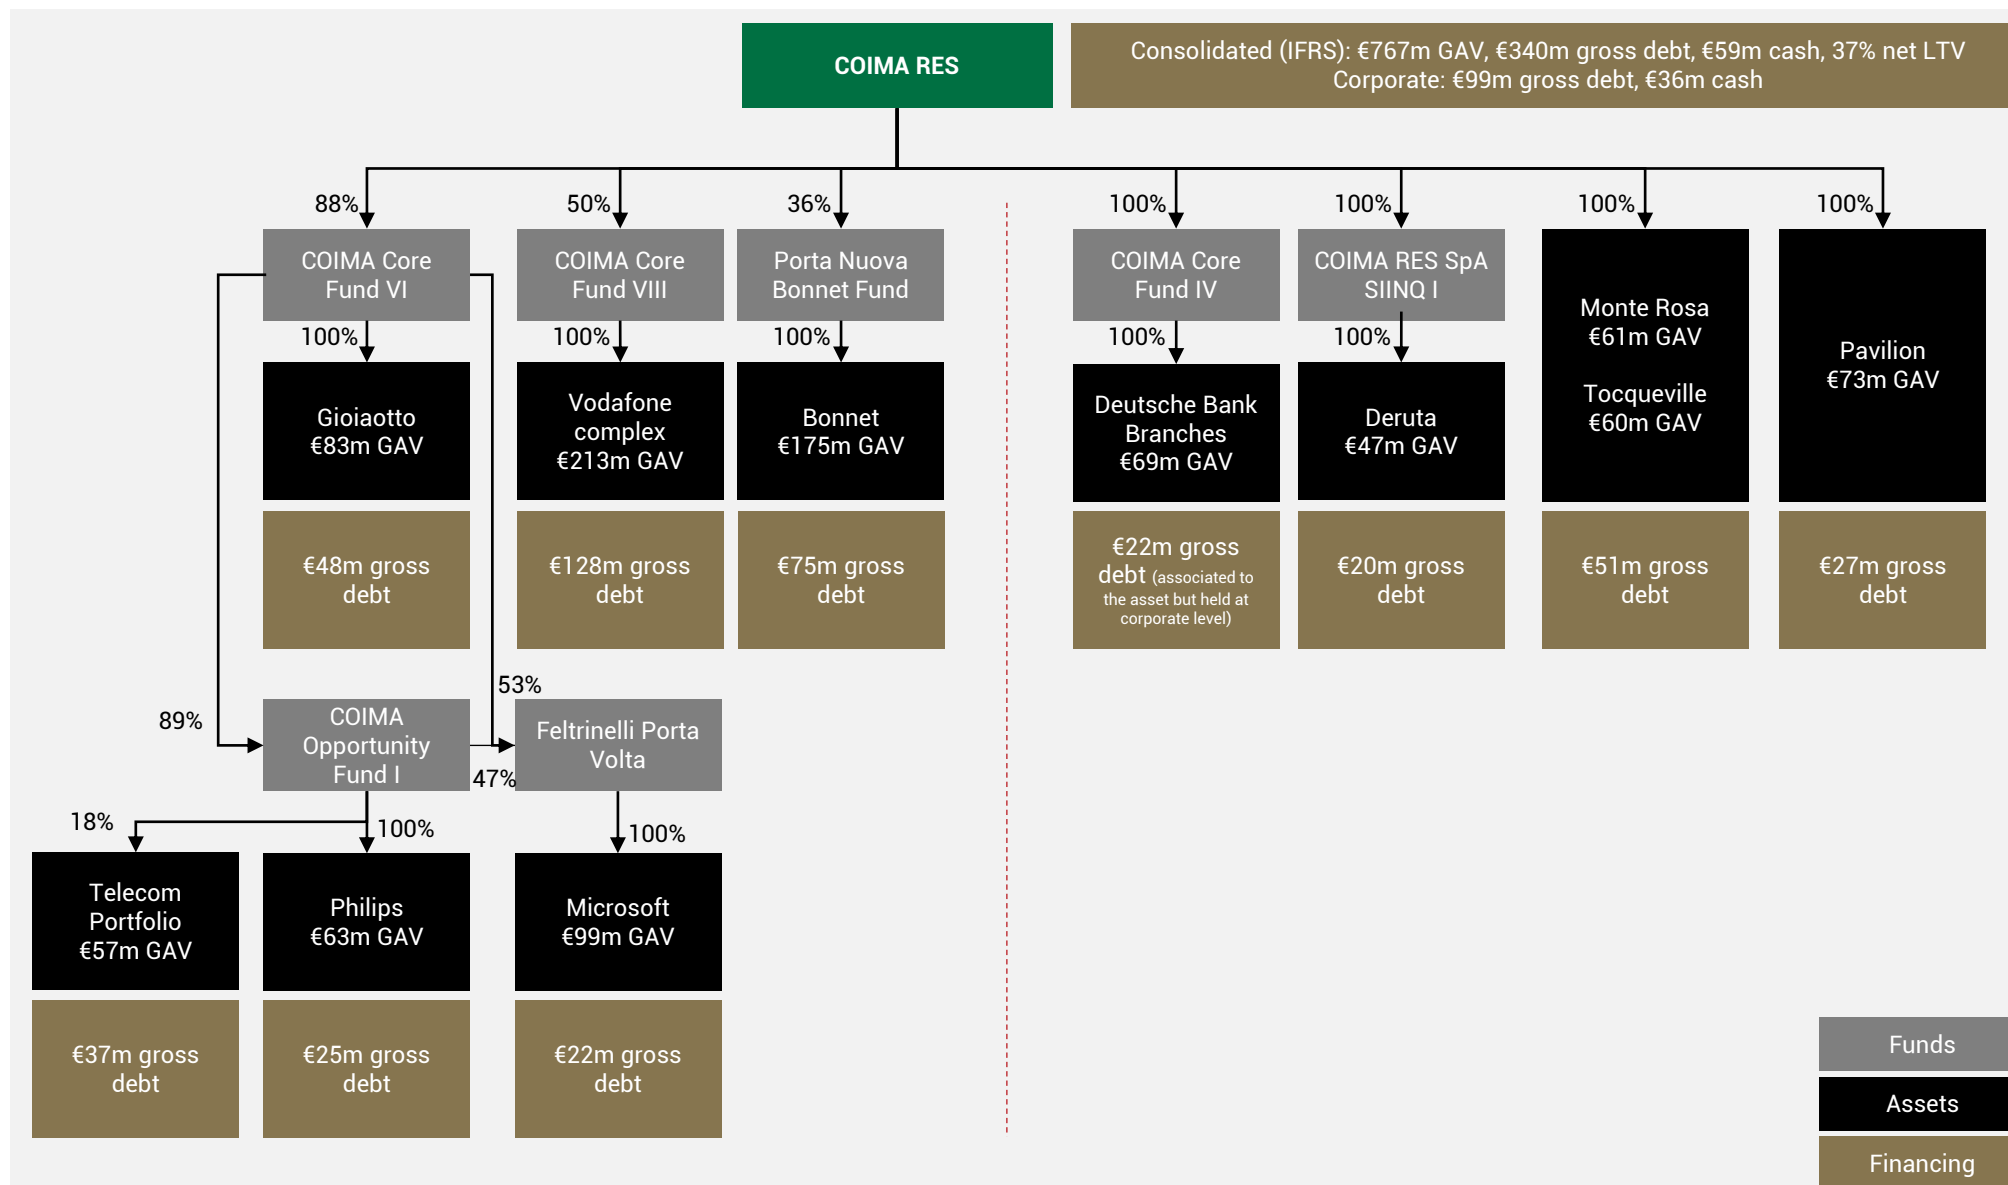 COIMA RES
Consolidated (IFRS): €767m GAV, €340m gross debt, €59m cash, 37% net LTV
Corporate: €99m gross debt, €36m cash
88%
50%
36%
100%
100%
100%
100%
COIMA Core
Fund VI
COIMA Core
Fund VIII
Porta Nuova
Bonnet Fund
COIMA Core
Fund IV
COIMA RES SpA
SIINQ I
Monte Rosa
€61m GAV
Tocqueville
€60m GAV
Pavilion
€73m GAV
100%
100%
100%
100%
100%
Gioiaotto
€83m GAV
Vodafone
complex
€213m GAV
Bonnet
€175m GAV
Deutsche Bank
Branches
€69m GAV
Deruta
€47m GAV
€48m gross
debt
€128m gross
debt
€75m gross
debt
€22m gross
debt (associated to
the asset but held at
corporate level)
€20m gross
debt
€51m gross
debt
€27m gross
debt
89%
53%
COIMA
Opportunity
Fund I
47%
Feltrinelli Porta
Volta
18%
100%
100%
Telecom
Portfolio
€57m GAV
Philips
€63m GAV
Microsoft
€99m GAV
€37m gross
debt
€25m gross
debt
€22m gross
debt
Funds
Assets
Financing